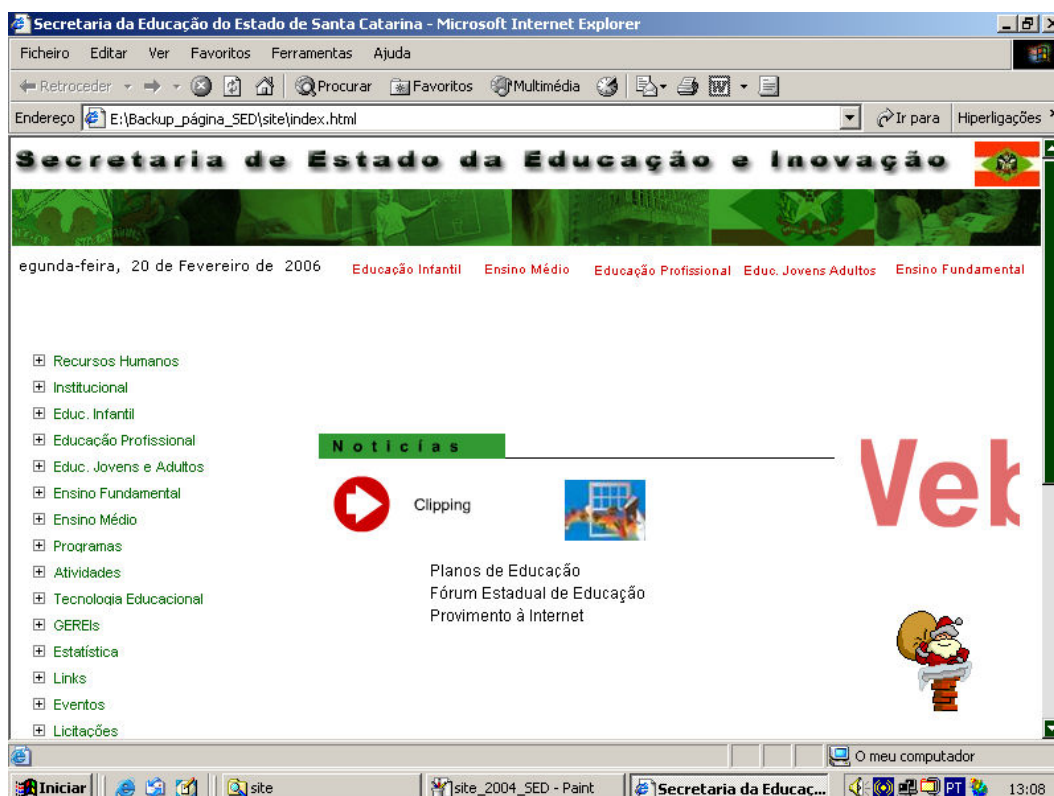 Secretaria da Educação do Estado de Santa Catarina - Microsoft Internet Explorer
Ficheiro Editar Ver Favoritos Ferramentas Ajuda
Retroceder Procurar Favoritos Multimédia
Endereço E:\Backup_página_SED\site\index.html Ir para Hiperligações
Secretaria de Estado da Educação e Inovação
egunda-feira, 20 de Fevereiro de 2006
Educação Infantil Ensino Médio Educação Profissional Educ. Jovens Adultos Ensino Fundamental
Recursos Humanos
Institucional
Educ. Infantil
Educação Profissional
Educ. Jovens e Adultos
Ensino Fundamental
Ensino Médio
Programas
Atividades
Tecnologia Educacional
GEREIs
Estatística
Links
Eventos
Licitações
Noticías
Clipping
Planos de Educação
Fórum Estadual de Educação
Provimento à Internet
Veb
O meu computador
Iniciar site site_2004_SED - Paint Secretaria da Educaç... PT 13:08